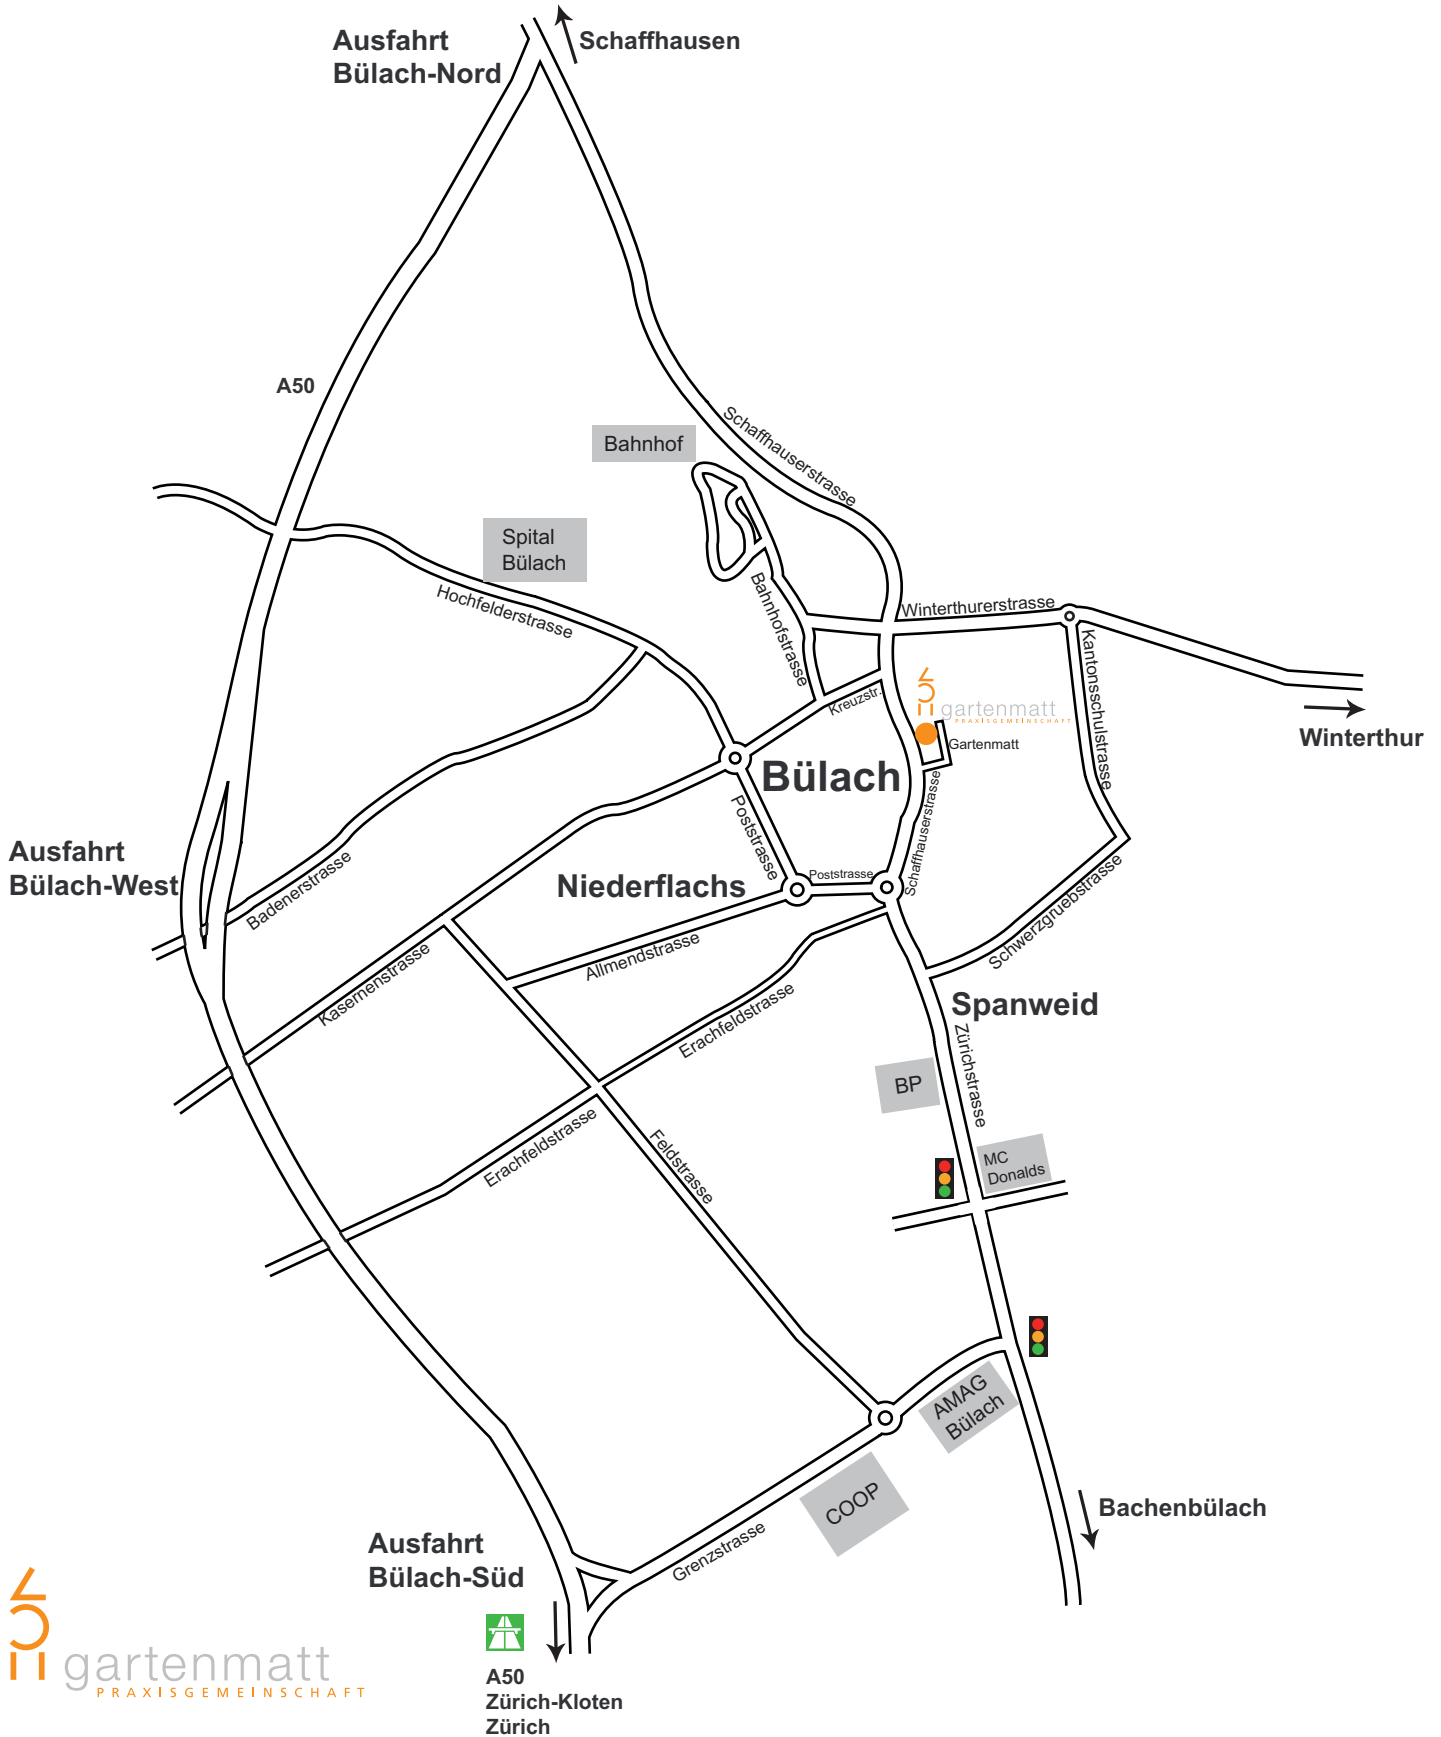 Ausfahrt
Bülach-Nord
Schaffhausen
A50
Schaffhauserstrasse
Bahnhof
Spital
Bülach
Hochfelderstrasse
Bahnhofstrasse
Winterthurerstrasse
Kantonsschulstrasse
Kreuzstr.
gartenmatt
PRAXISGEMEINSCHAFT
Gartenmatt
Winterthur
Bülach
Poststrasse
Schaffhauserstrasse
Ausfahrt
Bülach-West
Badenerstrasse
Niederflachs
Poststrasse
Schwerzgruebstrasse
Kasernenstrasse
Allmendstrasse
Erachfeldstrasse
Spanweid
Zürichstrasse
BP
Erachfeldstrasse
Feldstrasse
MC
Donalds
AMAG
Bülach
COOP
Bachenbülach
Grenzstrasse
Ausfahrt
Bülach-Süd
gartenmatt
PRAXISGEMEINSCHAFT
A50
Zürich-Kloten
Zürich